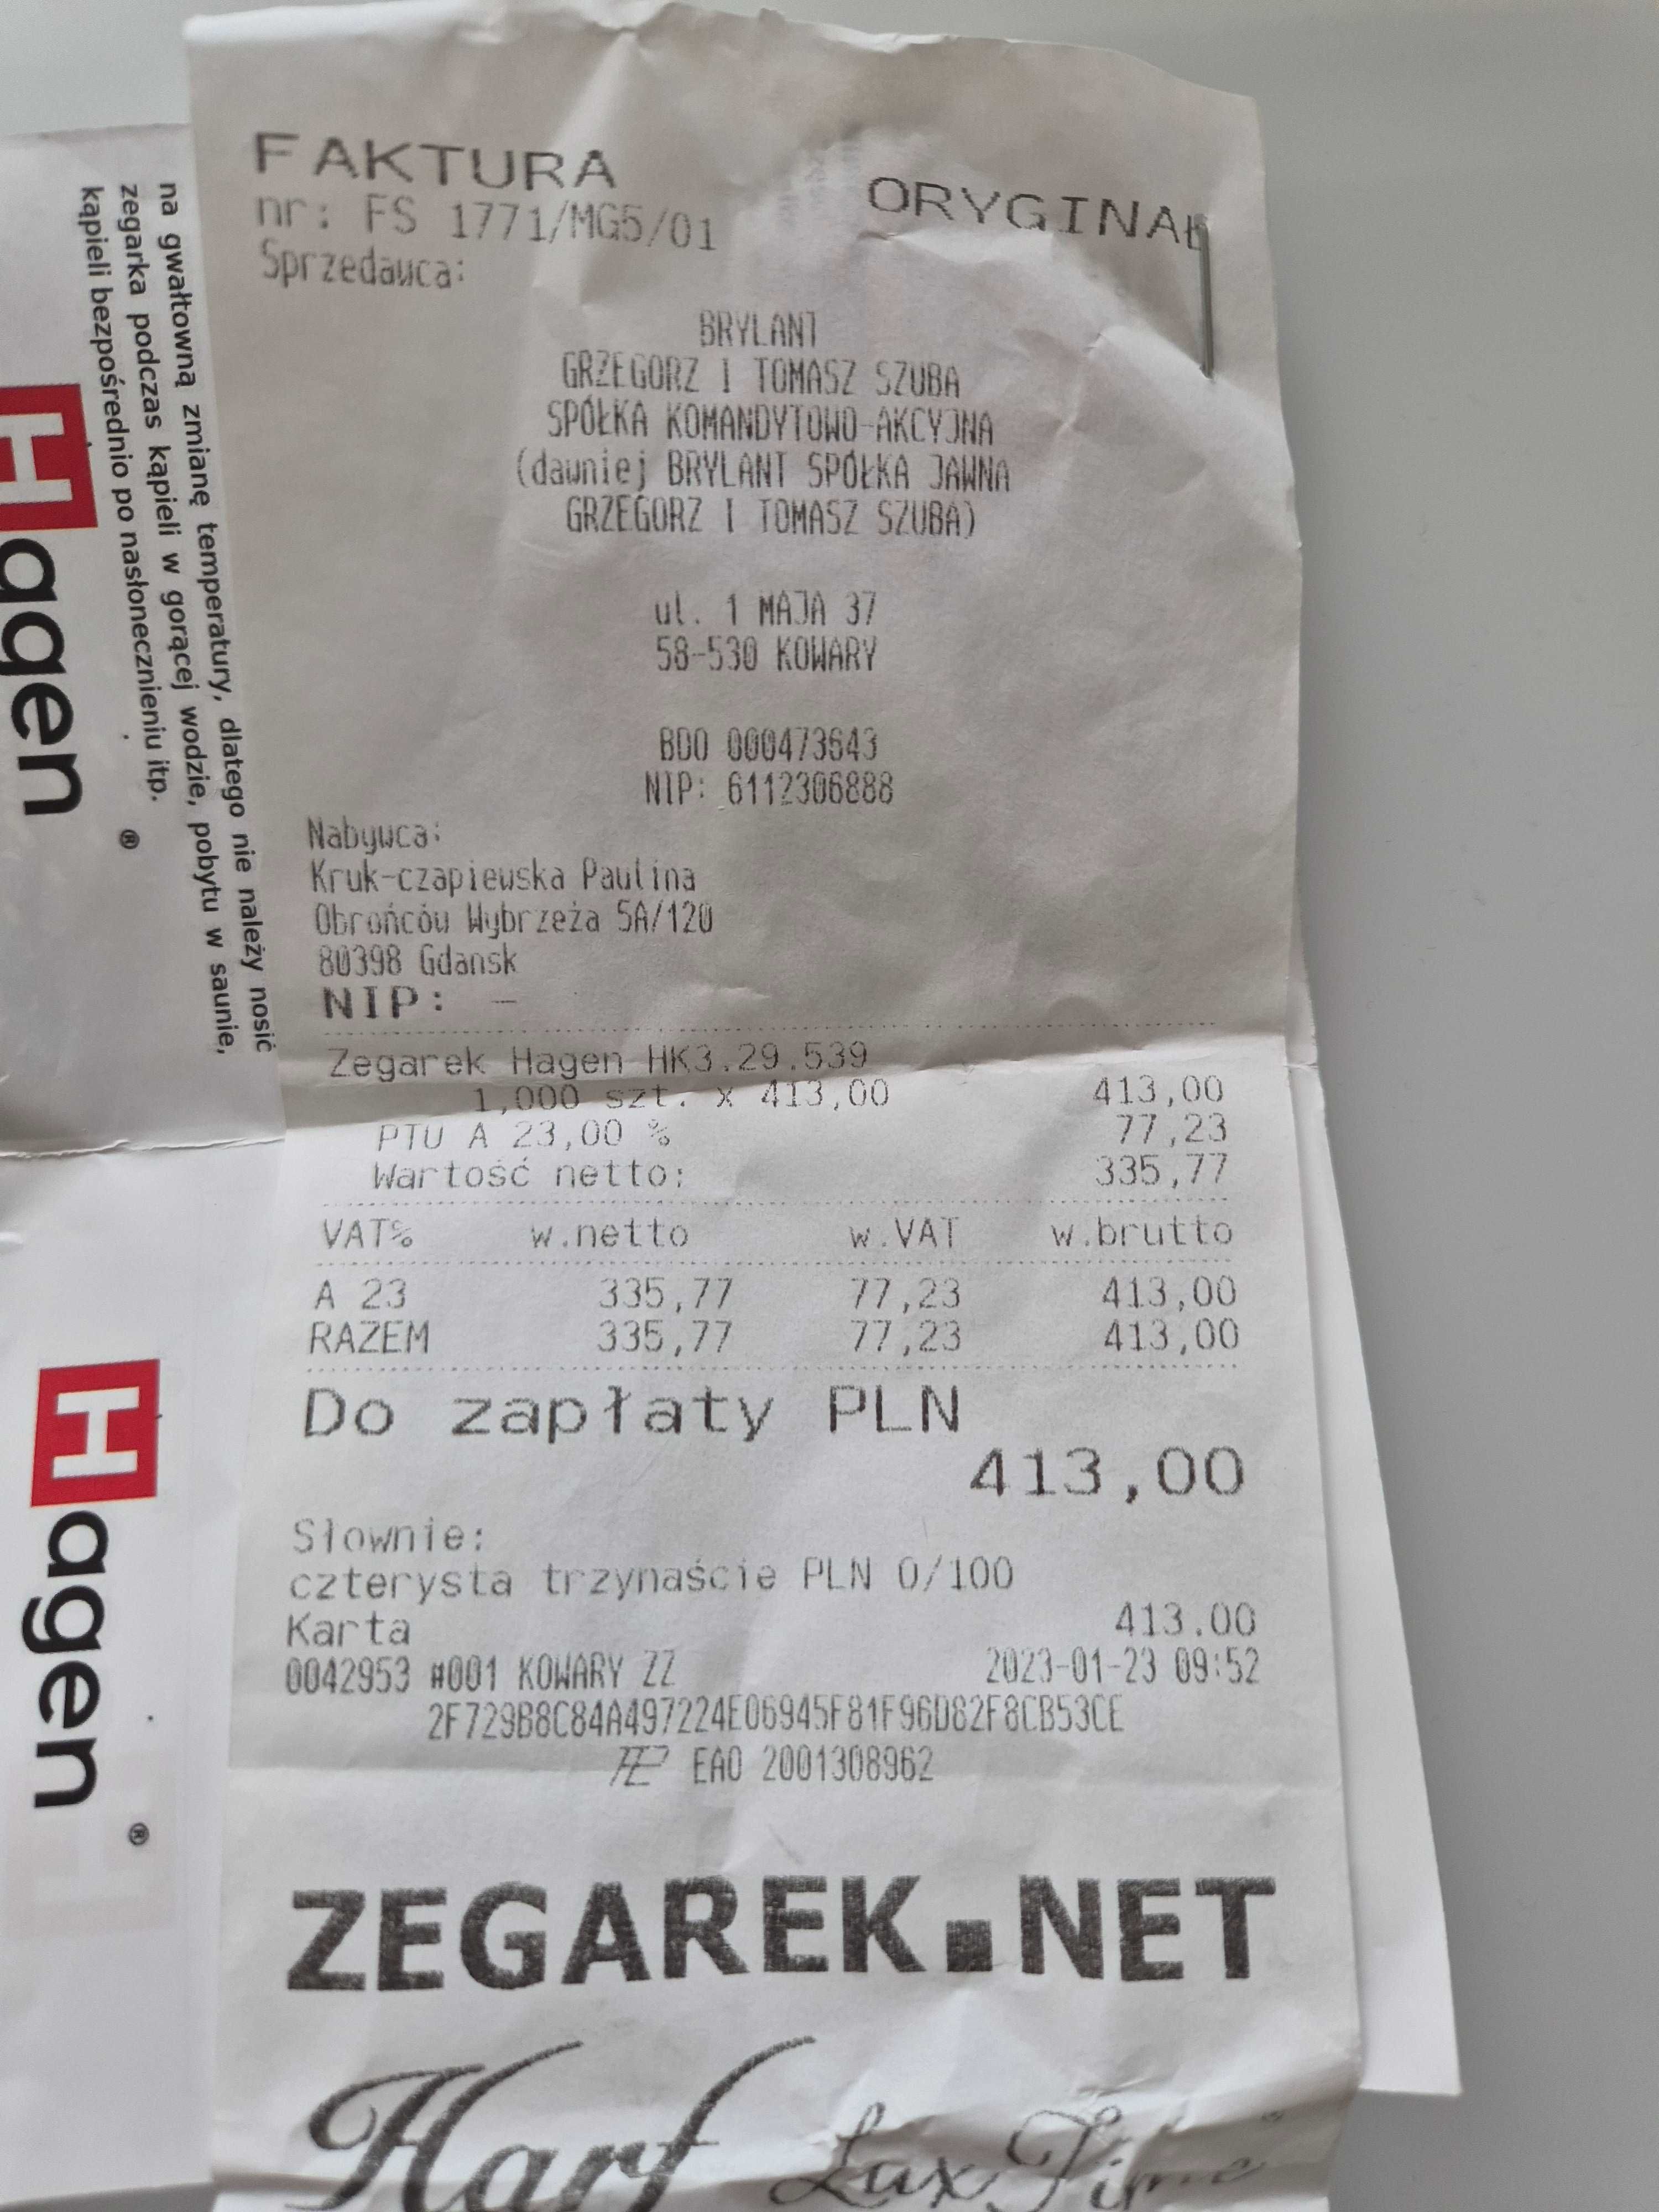 FAKTURA
ORYGINAŁ
nr: FS 1771/MG5/01
Sprzedawca:
BRYLANT
GRZEGORZ I TOMASZ SZUBA
SPÓŁKA KOMANDYTOWO-AKCYJNA
(dawniej BRYLANT SPÓŁKA JAWNA
GRZEGORZ I TOMASZ SZUBA)
ul. 1 MAJA 37
58-530 KOWARY
BDO 000473643
NIP: 6112306888
Nabywca:
Kruk-czapiewska Paulina
Obrońców Wybrzeża 5A/120
80398 Gdańsk
NIP: -
Zegarek Hagen HK3.29.539
1,000 szt. x 413,00 413,00
PTU A 23,00 % 77,23
Wartość netto: 335,77
VAT% w.netto w.VAT w.brutto
A 23 335,77 77,23 413,00
RAZEM 335,77 77,23 413,00
Do zapłaty PLN
413,00
Słownie:
czterysta trzynaście PLN 0/100
Karta 413.00
0042953 #001 KOWARY ZZ 2023-01-23 09:52
2F729B8C84A497224E06945F81F96D82F8CB53CE
EAO 2001308962
ZEGAREK.NET
Harf Lux Time
na gwałtowną zmianę temperatury, dlatego nie należy nosić
zegarka podczas kąpieli w gorącej wodzie, pobytu w saunie,
kąpieli bezpośrednio po nasłonecznieniu itp.
Hagen ®
Hagen ®